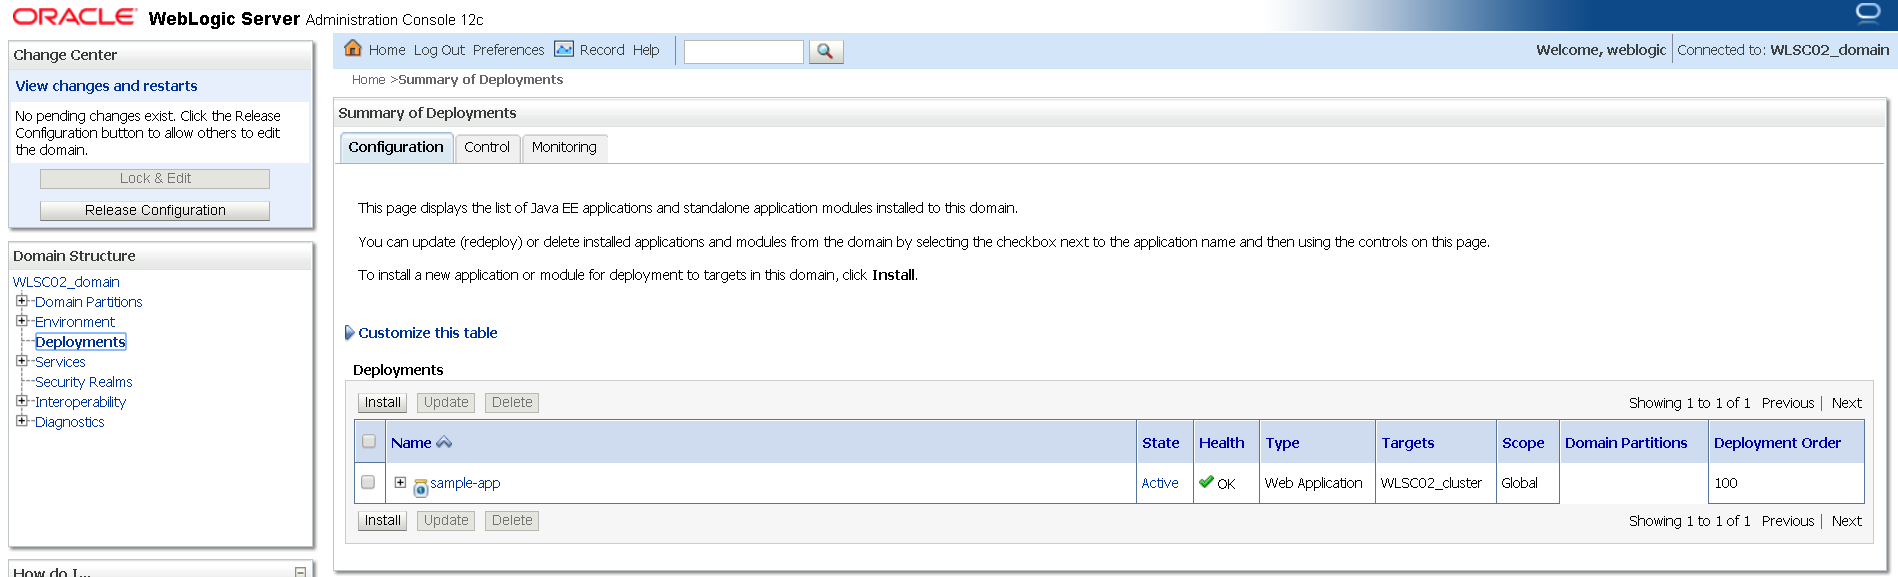 ORACLE WebLogic Server Administration Console 12c
Change Center
View changes and restarts
No pending changes exist. Click the Release
Configuration button to allow others to edit
the domain.
Lock & Edit
Release Configuration
Domain Structure
WLSC02_domain
Domain Partitions
Environment
Deployments
Services
Security Realms
Interoperability
Diagnostics
How do I...
Home Log Out Preferences Record Help
Welcome, weblogic Connected to: WLSC02_domain
Home >Summary of Deployments
Summary of Deployments
Configuration Control Monitoring
This page displays the list of Java EE applications and standalone application modules installed to this domain.
You can update (redeploy) or delete installed applications and modules from the domain by selecting the checkbox next to the application name and then using the controls on this page.
To install a new application or module for deployment to targets in this domain, click Install.
Customize this table
Deployments
Install Update Delete Showing 1 to 1 of 1 Previous | Next
Name State Health Type Targets Scope Domain Partitions Deployment Order
sample-app Active OK Web Application WLSC02_cluster Global 100
Install Update Delete Showing 1 to 1 of 1 Previous | Next